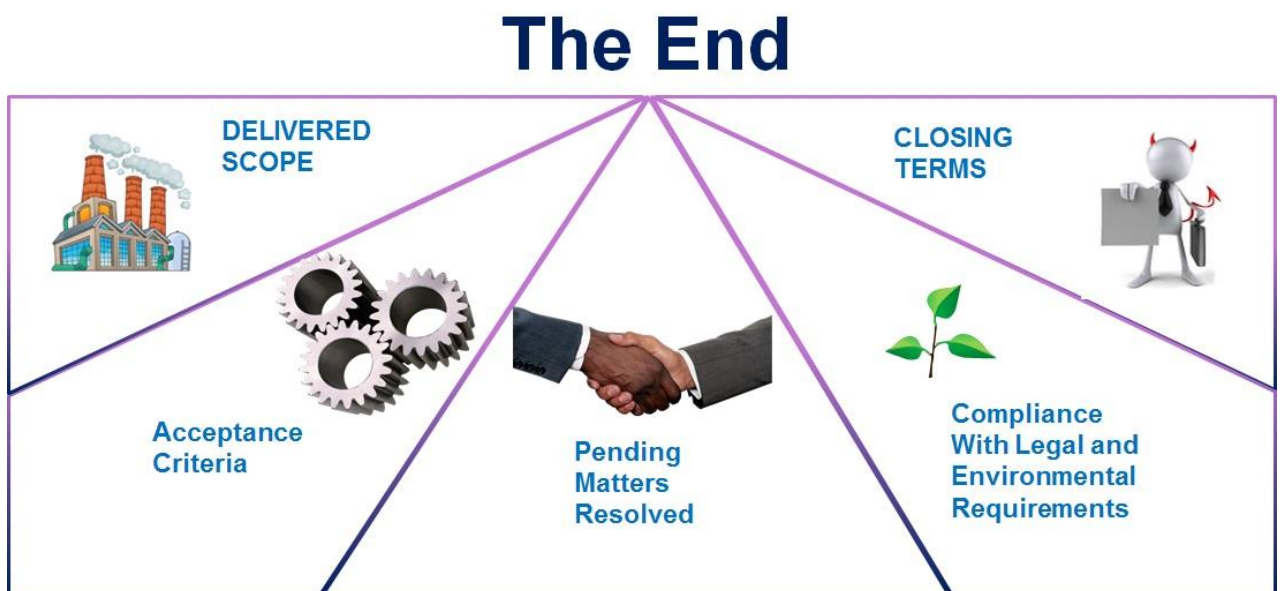 The End
DELIVERED
SCOPE
CLOSING
TERMS
Acceptance
Criteria
Pending
Matters
Resolved
Compliance
With Legal and
Environmental
Requirements